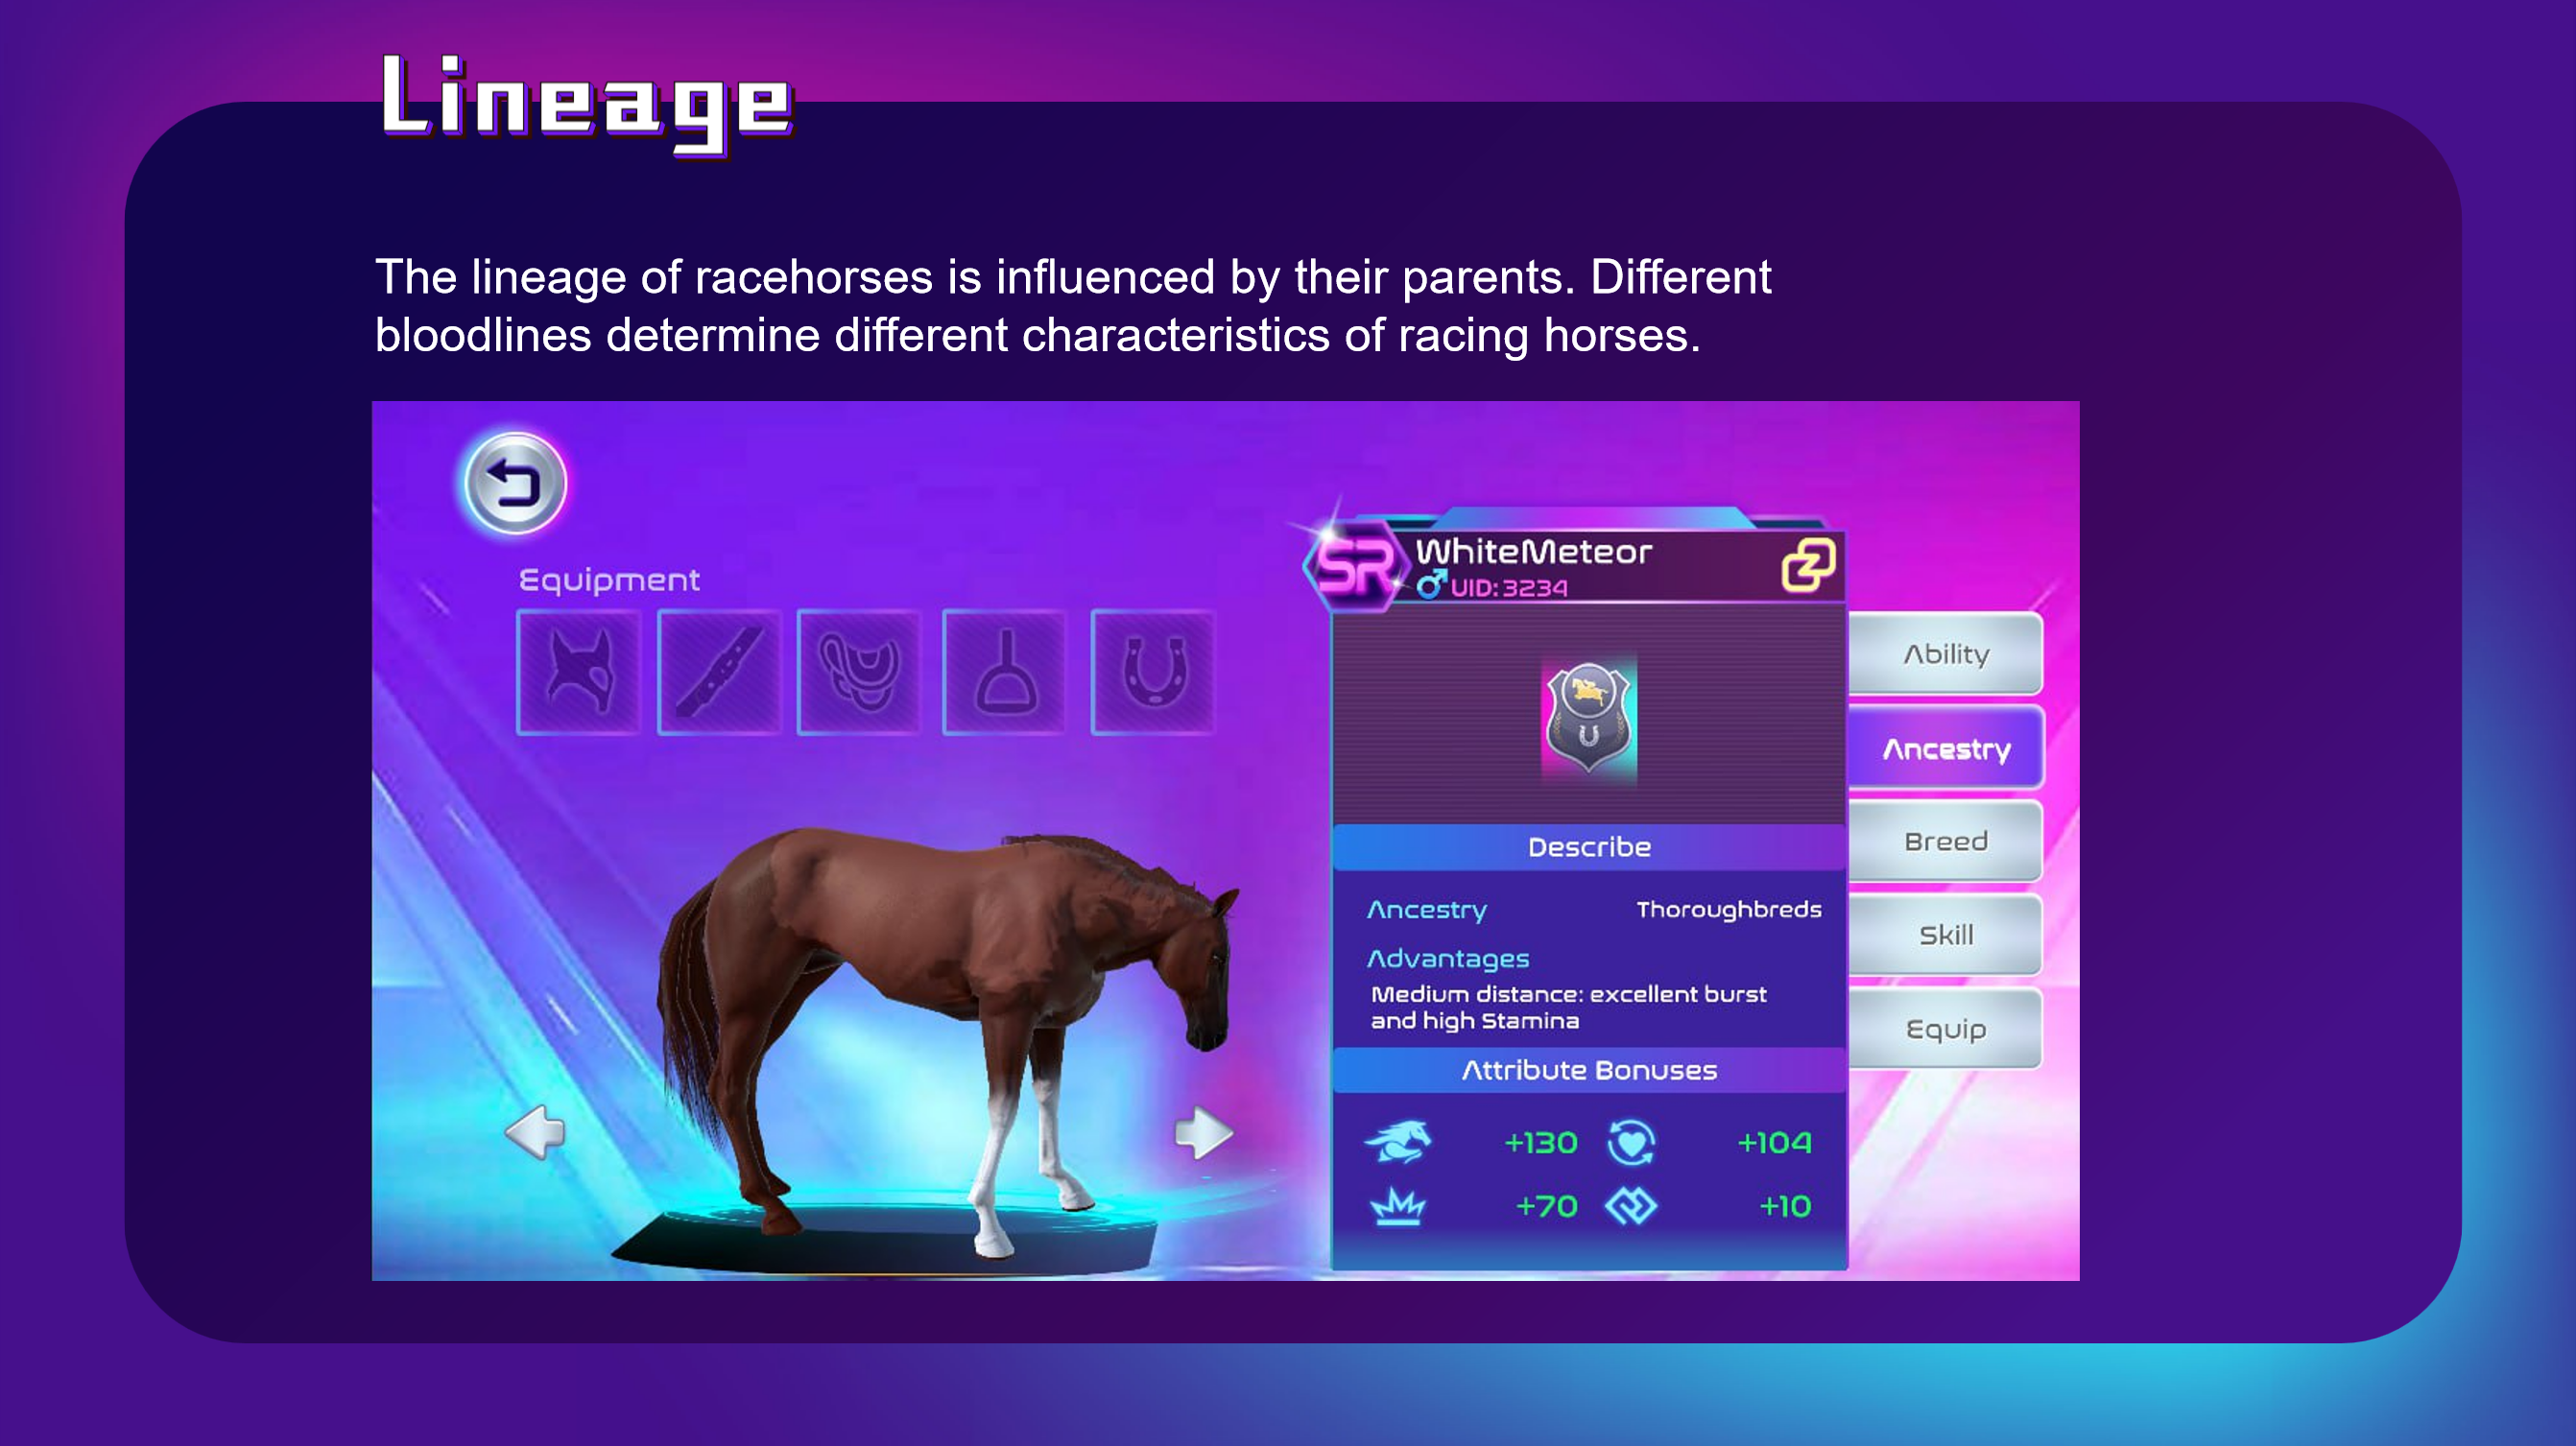 Lineage
The lineage of racehorses is influenced by their parents. Different
bloodlines determine different characteristics of racing horses.
Equipment
SR
WhiteMeteor
UID:3234
Describe
Ancestry Thoroughbreds
Advantages
Medium distance: excellent burst
and high Stamina
Attribute Bonuses
+130 +104
+70 +10
Ability
Ancestry
Breed
Skill
Equip